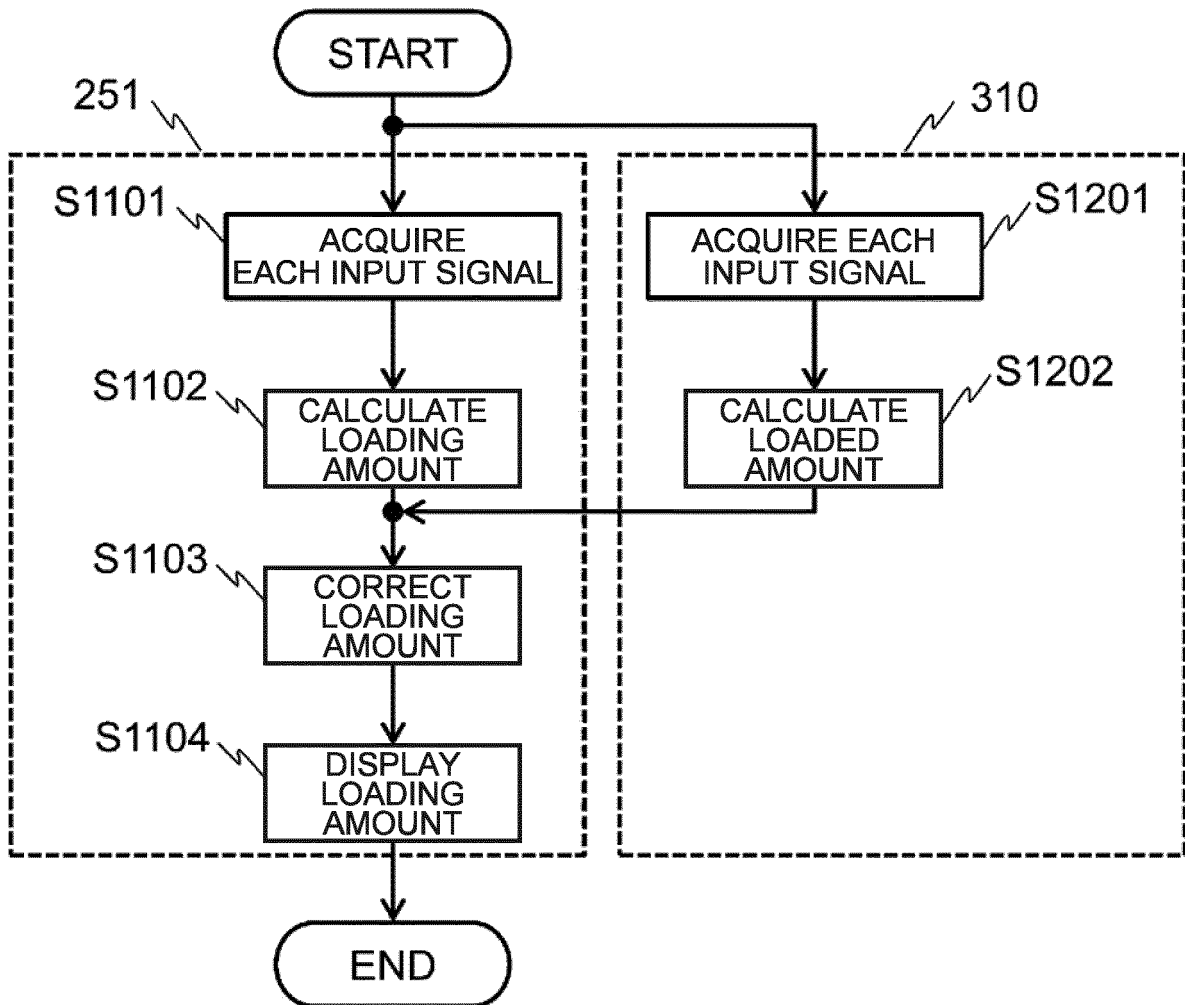 START
251
310
S1101
ACQUIRE
EACH INPUT SIGNAL
S1201
ACQUIRE EACH
INPUT SIGNAL
S1102
CALCULATE
LOADING
AMOUNT
S1202
CALCULATE
LOADED
AMOUNT
S1103
CORRECT
LOADING
AMOUNT
S1104
DISPLAY
LOADING
AMOUNT
END